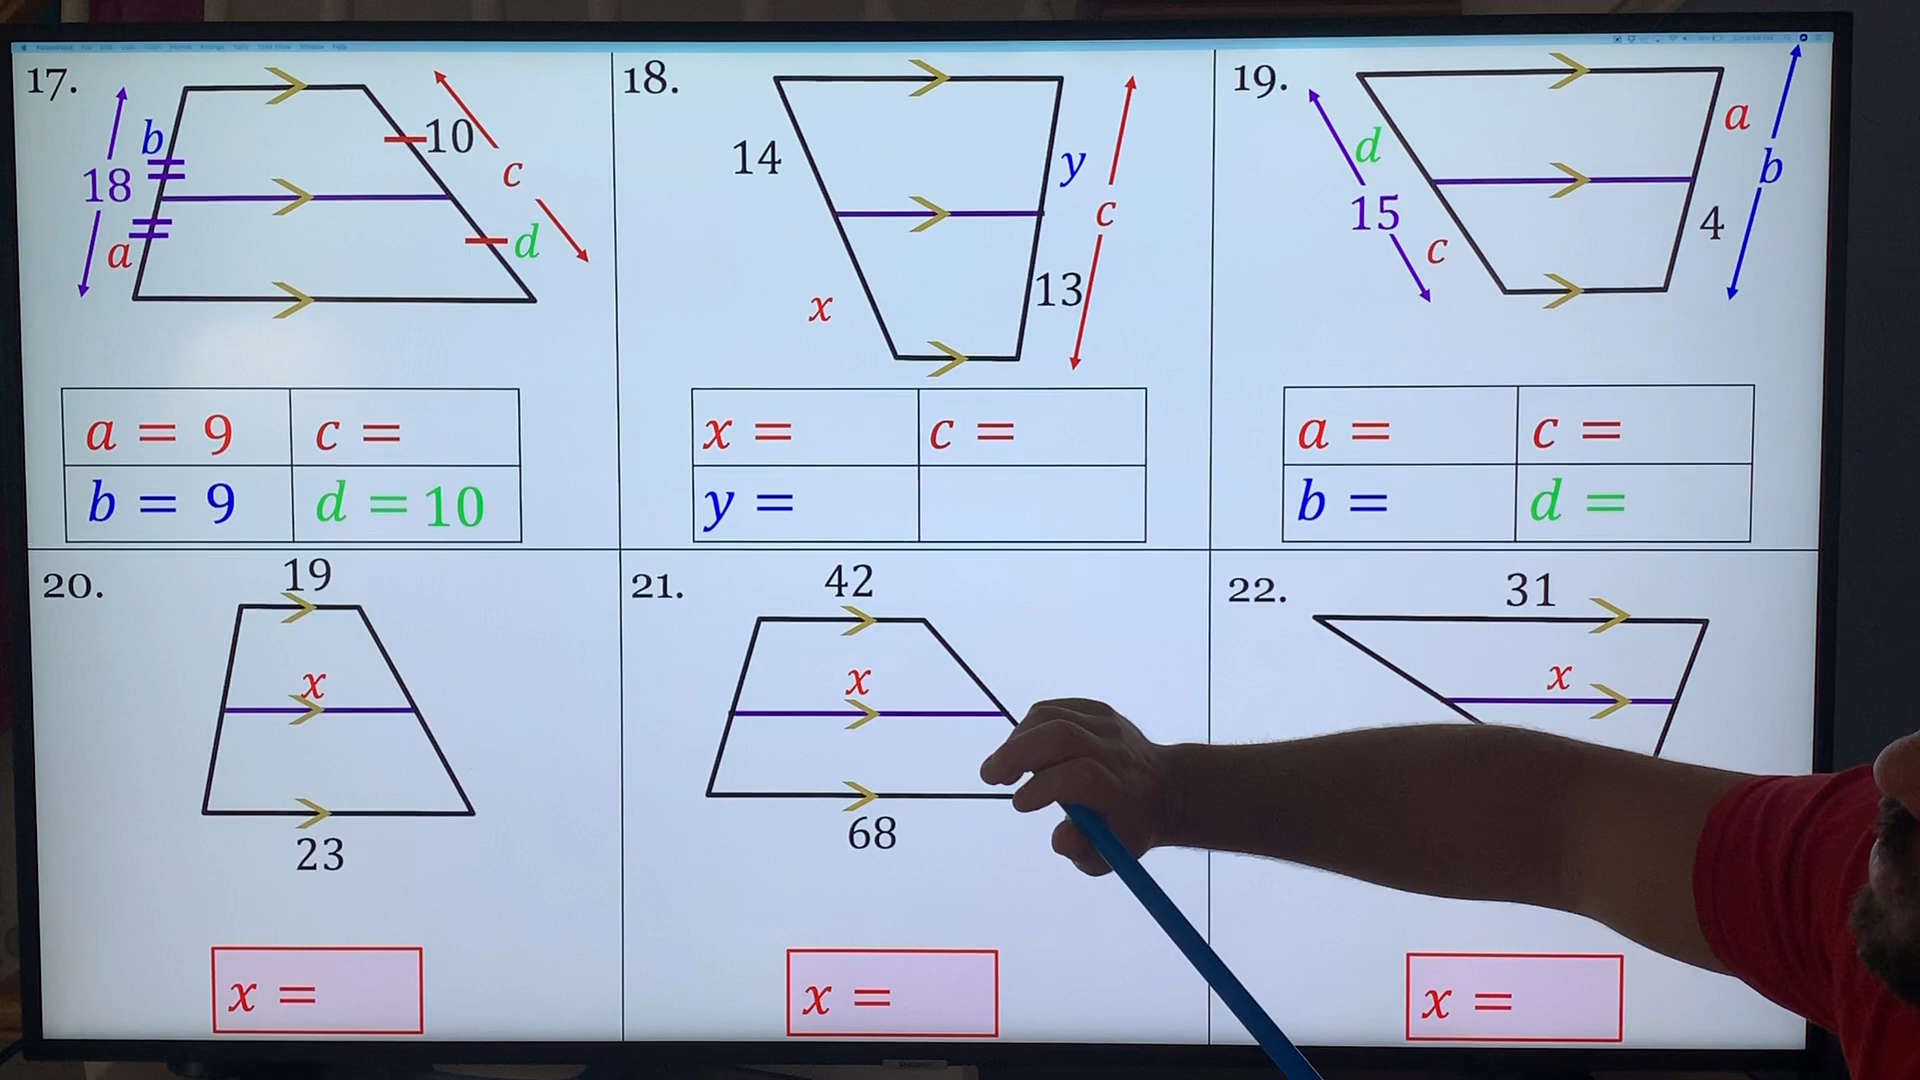 17.
b
18
a
10
c
d
a = 9
c =
b = 9
d = 10
18.
14
y
c
x
13
x =
c =
y =
19.
d
15
c
a
b
4
a =
c =
b =
d =
20.
19
x
23
x =
21.
42
x
68
x =
22.
31
x
x =